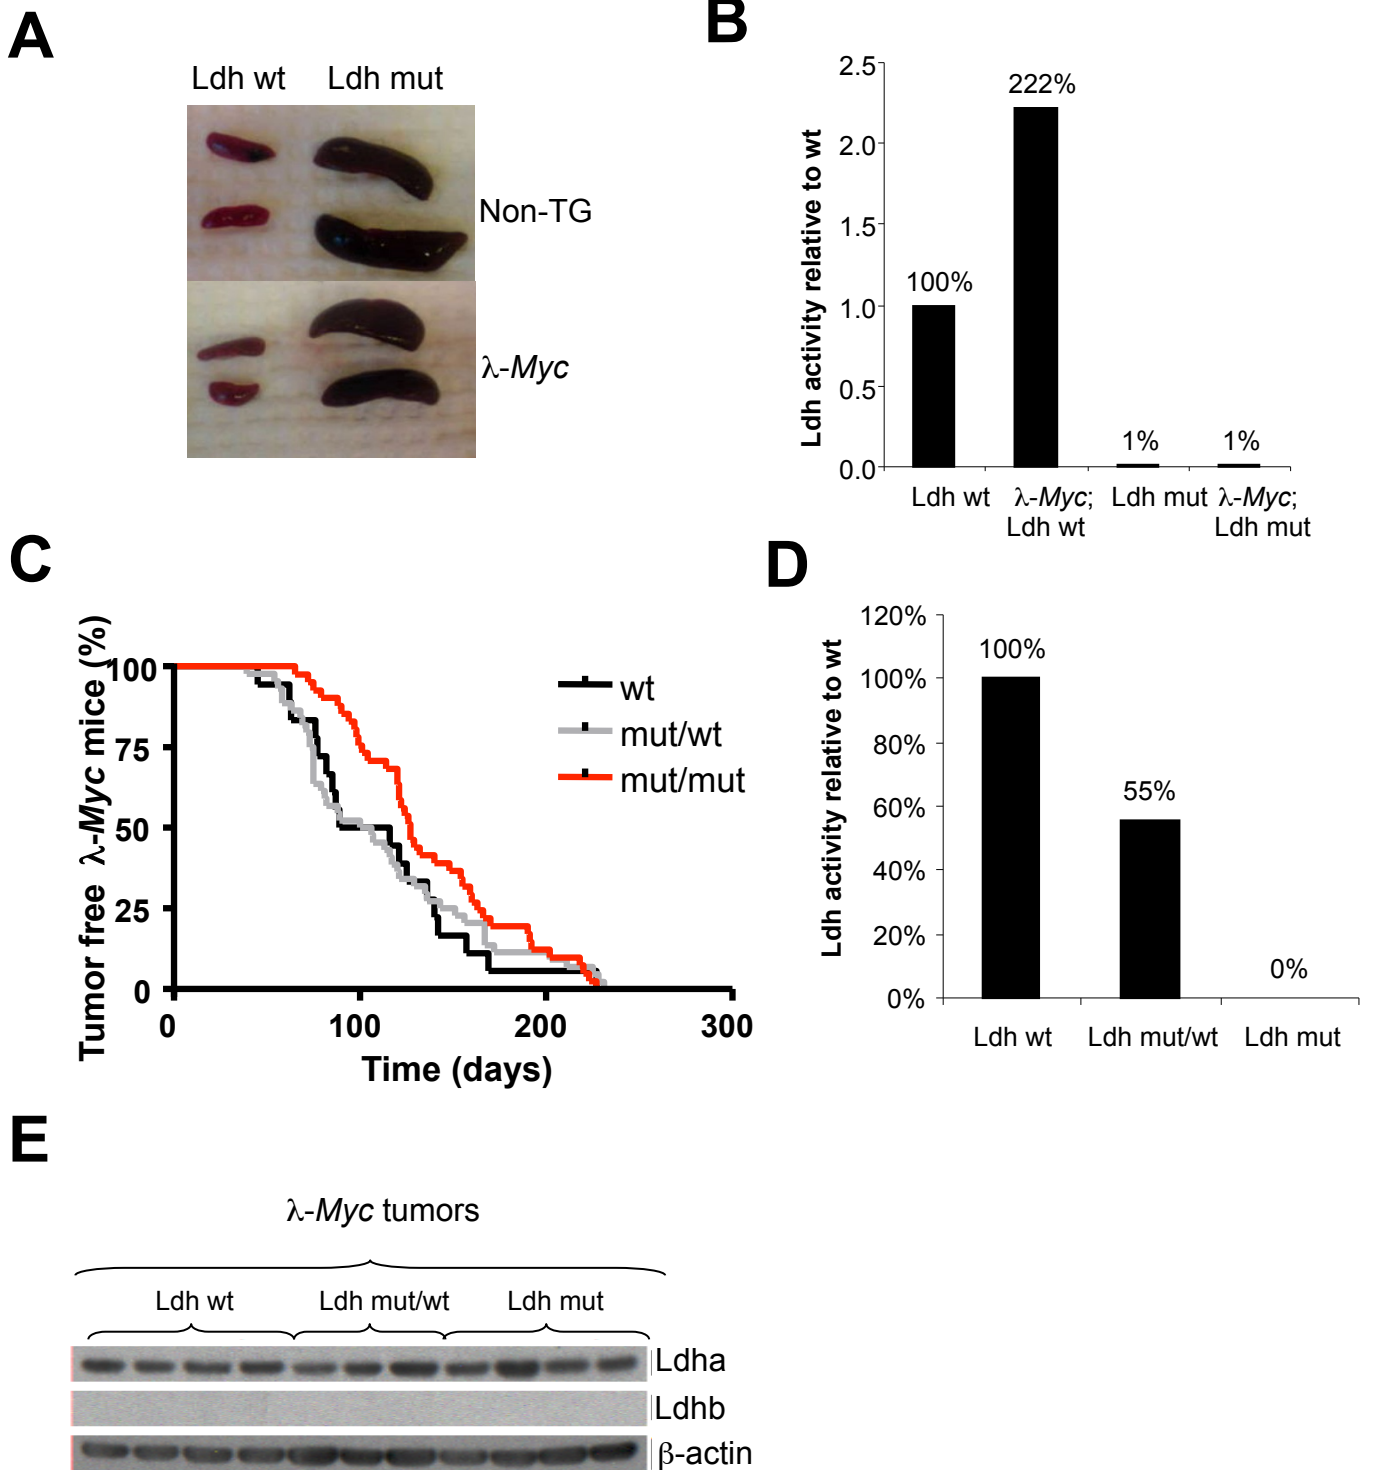 A
Ldh wt Ldh mut
Non-TG
λ-Myc
B
Ldh activity relative to wt
2.5
2.0
1.5
1.0
0.5
0.0
100%
222%
1%
1%
Ldh wt
λ-Myc;
Ldh wt
Ldh mut
λ-Myc;
Ldh mut
C
Tumor free λ-Myc mice (%)
100
75
50
25
0
0 100 200 300
Time (days)
wt
mut/wt
mut/mut
D
Ldh activity relative to wt
120%
100%
80%
60%
40%
20%
0%
100%
55%
0%
Ldh wt Ldh mut/wt Ldh mut
E
λ-Myc tumors
Ldh wt Ldh mut/wt Ldh mut
Ldha
Ldhb
β-actin